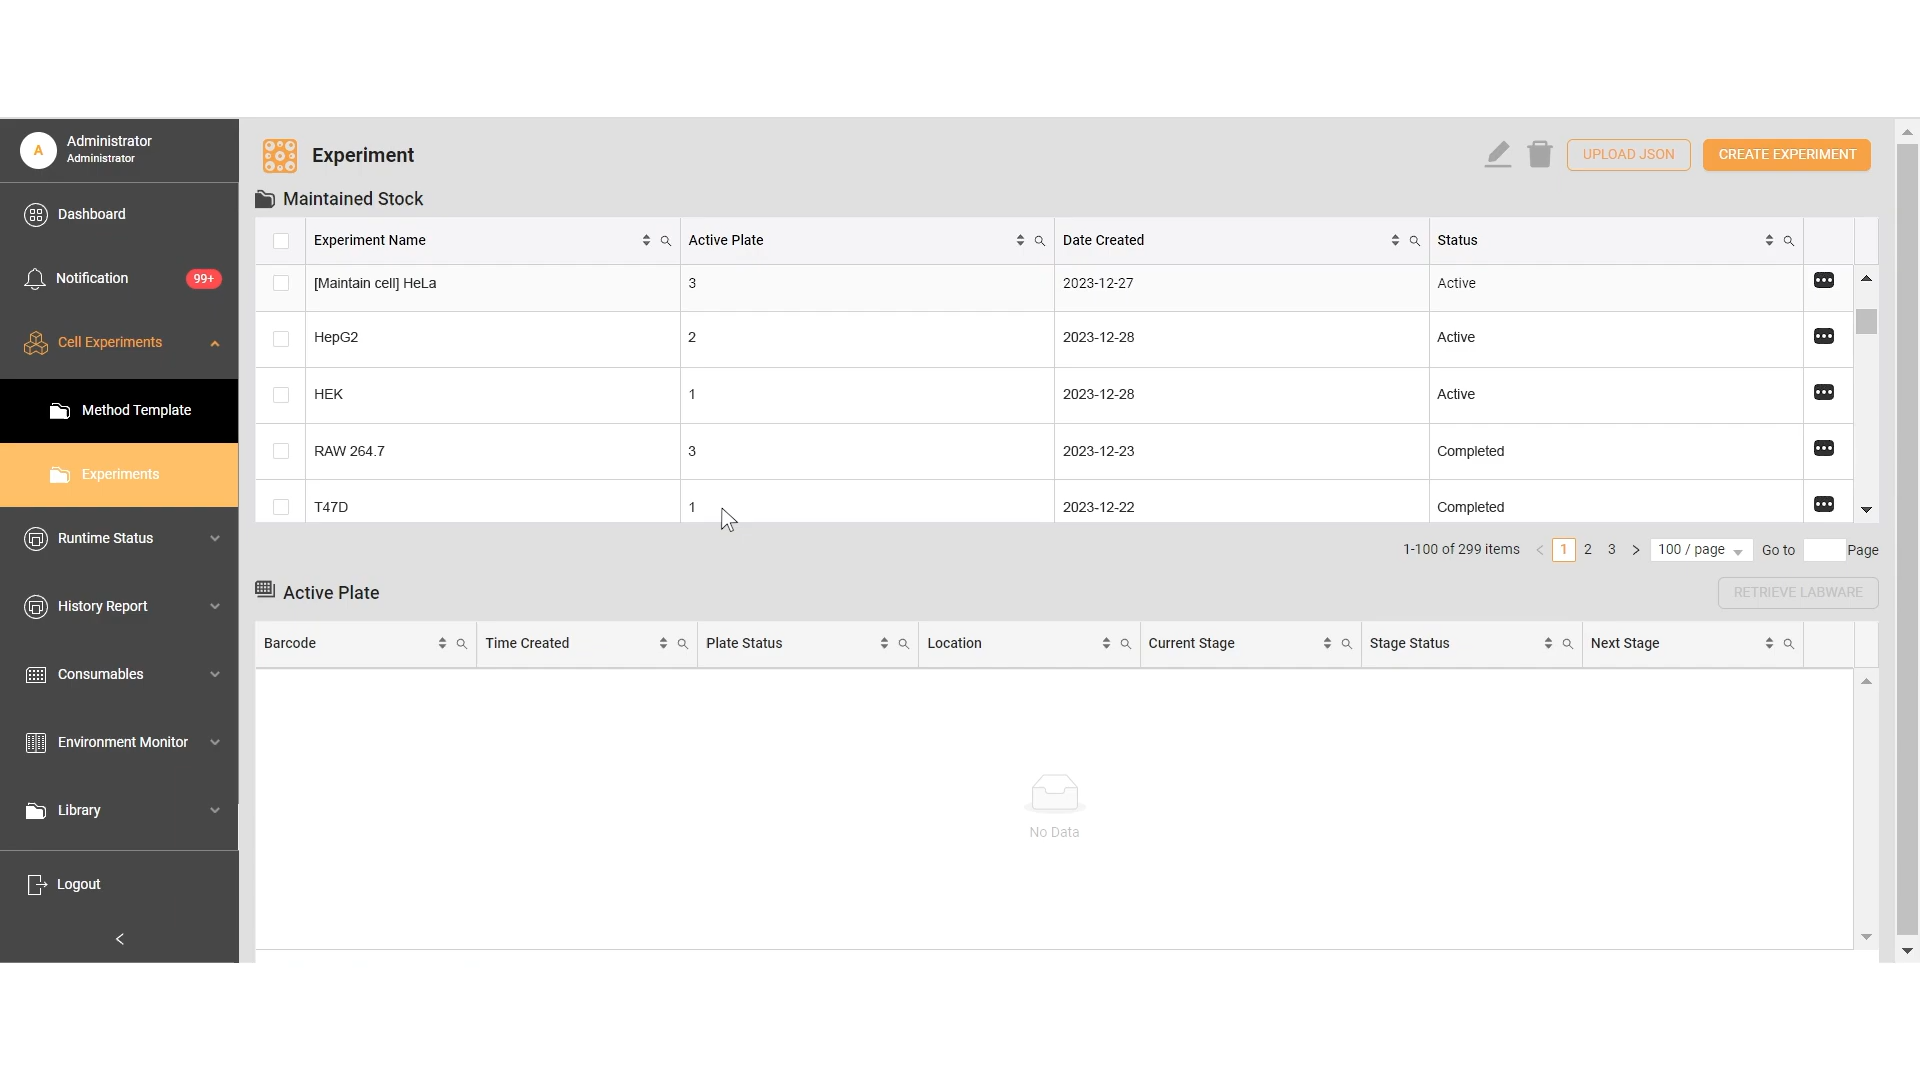 A
Administrator
Administrator
Dashboard
Notification 99+
Cell Experiments
Method Template
Experiments
Runtime Status
History Report
Consumables
Environment Monitor
Library
Logout
Experiment
UPLOAD JSON CREATE EXPERIMENT
Maintained Stock
Experiment Name Active Plate Date Created Status
[Maintain cell] HeLa 3 2023-12-27 Active
HepG2 2 2023-12-28 Active
HEK 1 2023-12-28 Active
RAW 264.7 3 2023-12-23 Completed
T47D 1 2023-12-22 Completed
1-100 of 299 items < 1 2 3 > 100 / page Go to Page
Active Plate RETRIEVE LABWARE
Barcode Time Created Plate Status Location Current Stage Stage Status Next Stage
No Data